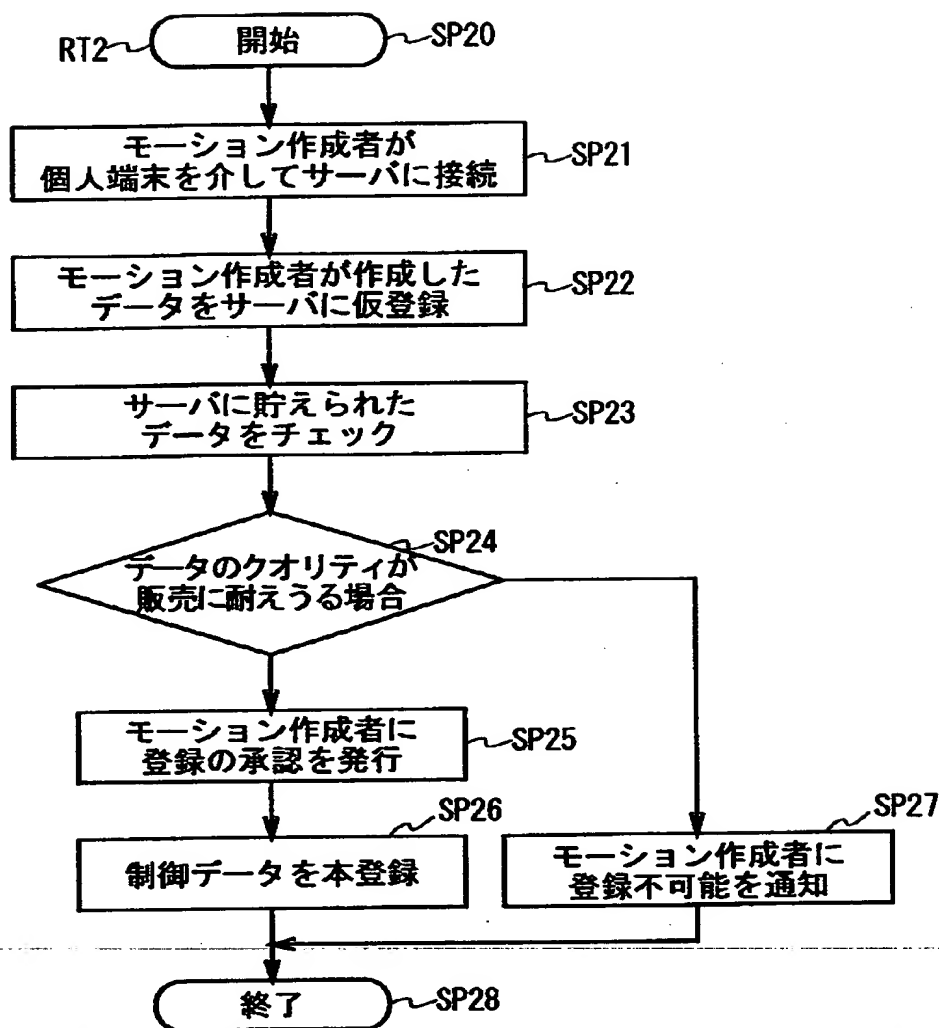 RT2
開始
SP20
モーション作成者が
個人端末を介してサーバに接続
SP21
モーション作成者が作成した
データをサーバに仮登録
SP22
サーバに貯えられた
データをチェック
SP23
SP24
データのクオリティが
販売に耐えうる場合
モーション作成者に
登録の承認を発行
SP25
SP26
制御データを本登録
SP27
モーション作成者に
登録不可能を通知
終了
SP28